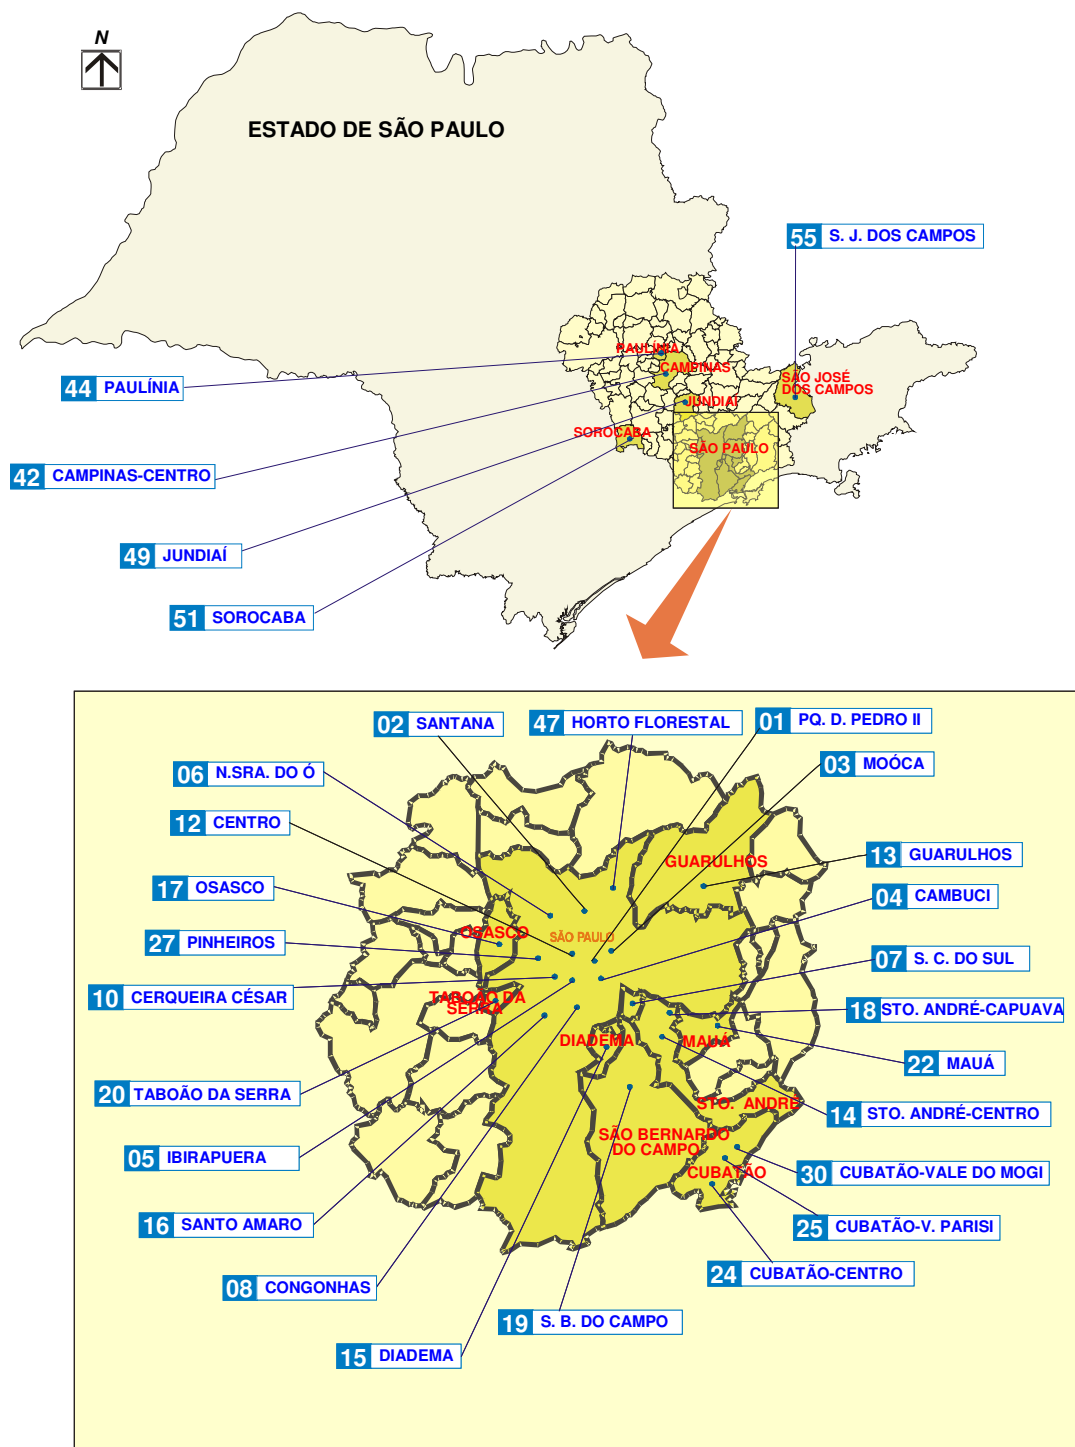 N
ESTADO DE SÃO PAULO
55 S. J. DOS CAMPOS
PAULÍNIA
CAMPINAS
SÃO JOSÉ
DOS CAMPOS
44 PAULÍNIA
JUNDIAÍ
SOROCABA
SÃO PAULO
42 CAMPINAS-CENTRO
49 JUNDIAÍ
51 SOROCABA
02 SANTANA
47 HORTO FLORESTAL
01 PQ. D. PEDRO II
06 N.SRA. DO Ó
03 MOÓCA
12 CENTRO
GUARULHOS
13 GUARULHOS
17 OSASCO
04 CAMBUCI
OSASCO
SÃO PAULO
27 PINHEIROS
07 S. C. DO SUL
10 CERQUEIRA CÉSAR
TABOÃO DA
SERRA
18 STO. ANDRÉ-CAPUAVA
DIADEMA
MAUÁ
22 MAUÁ
20 TABOÃO DA SERRA
STO. ANDRÉ
14 STO. ANDRÉ-CENTRO
SÃO BERNARDO
DO CAMPO
05 IBIRAPUERA
CUBATÃO
30 CUBATÃO-VALE DO MOGI
16 SANTO AMARO
25 CUBATÃO-V. PARISI
24 CUBATÃO-CENTRO
08 CONGONHAS
19 S. B. DO CAMPO
15 DIADEMA